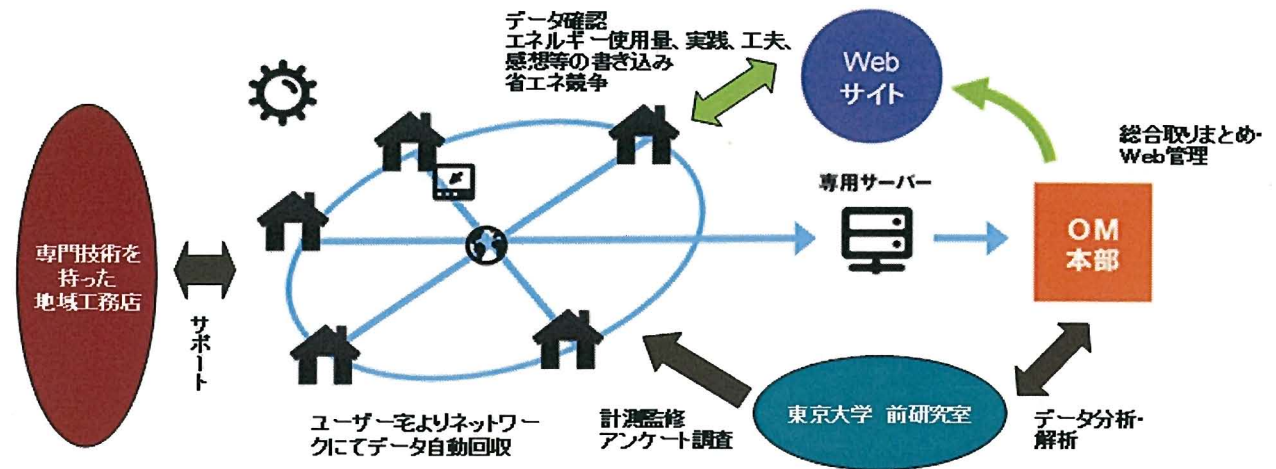 データ確認
エネルギー使用量、実践、工夫、
感想等の書き込み
省エネ競争
Web
サイト
総合取りまとめ・
Web管理
専用サーバー
OM
本部
専門技術を
持った
地域工務店
サポート
ユーザー宅よりネットワー
クにてデータ自動回収
計測監修
アンケート調査
東京大学 前研究室
データ分析・
解析